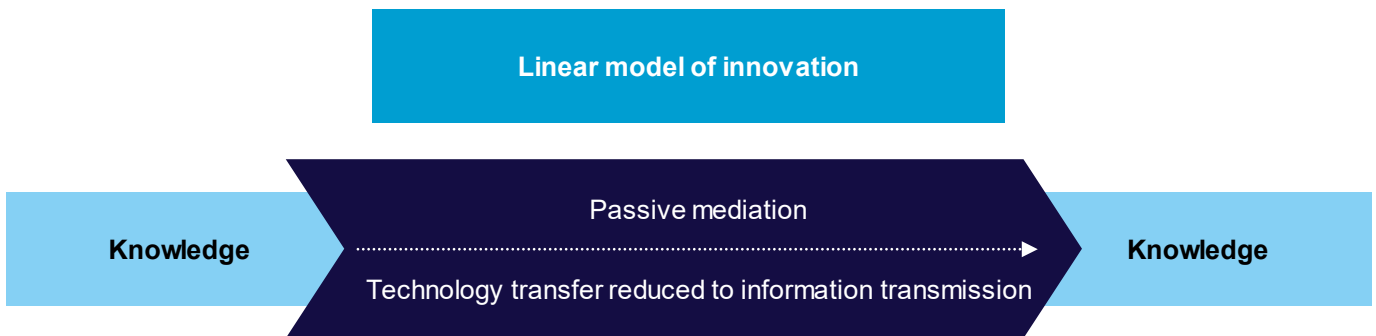 Linear model of innovation
Passive mediation
Knowledge
Knowledge
Technology transfer reduced to information transmission